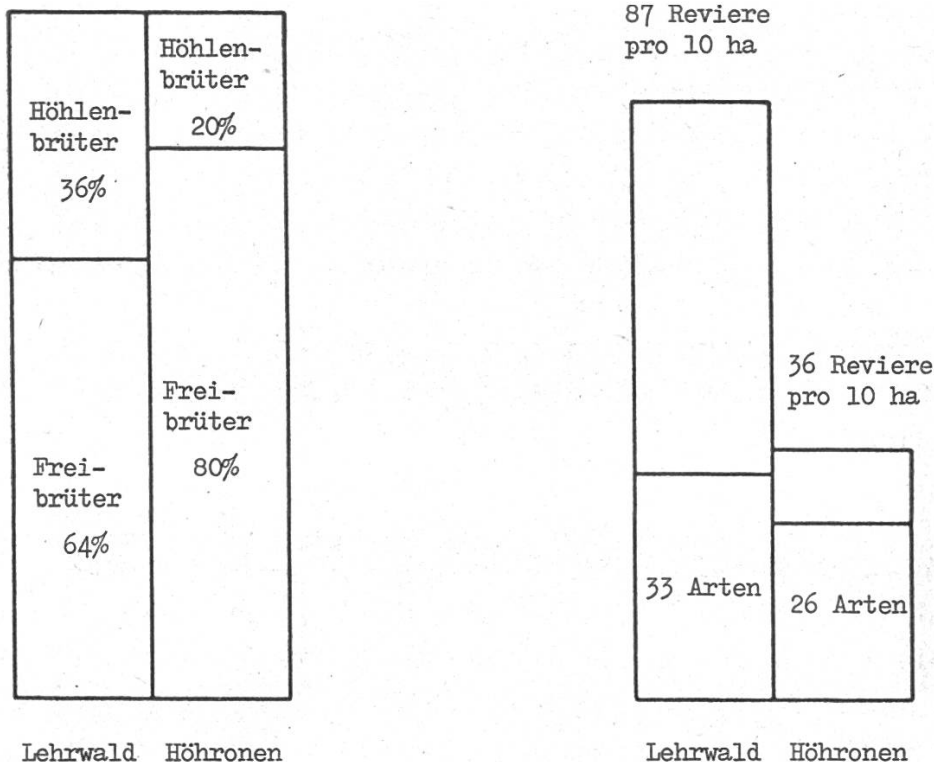 Höhlen-
brüter
36%
Frei-
brüter
64%
Höhlen-
brüter
20%
Frei-
brüter
80%
Lehrwald Höhronen
87 Reviere
pro 10 ha
33 Arten
36 Reviere
pro 10 ha
26 Arten
Lehrwald Höhronen